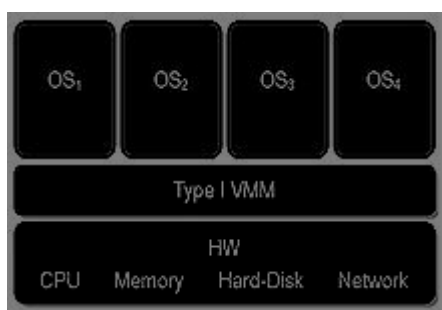 OS₁ OS₂ OS₃ OS₄
Type I VMM
HW
CPU Memory Hard-Disk Network